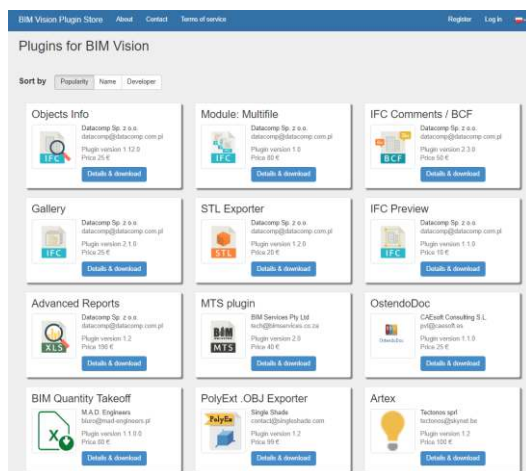 BIM Vision Plugin Store About Contact Terms of service Register Log in
Plugins for BIM Vision
Sort by Popularity Name Developer
Objects Info
Datacomp Sp. z o.o.
datacomp@datacomp.com.pl
Plugin version 1.12.0
Price 25 €
IFC
Details & download
Module: Multifile
Datacomp Sp. z o.o.
datacomp@datacomp.com.pl
Plugin version 1.8
Price 80 €
IFC
Details & download
IFC Comments / BCF
Datacomp Sp. z o.o.
datacomp@datacomp.com.pl
Plugin version 2.3.8
Price 50 €
BCF
Details & download
Gallery
Datacomp Sp. z o.o.
datacomp@datacomp.com.pl
Plugin version 2.1.0
Price 25 €
IFC
Details & download
STL Exporter
Datacomp Sp. z o.o.
datacomp@datacomp.com.pl
Plugin version 1.2.0
Price 20 €
STL
Details & download
IFC Preview
Datacomp Sp. z o.o.
datacomp@datacomp.com.pl
Plugin version 1.1.0
Price 15 €
IFC
Details & download
Advanced Reports
Datacomp Sp. z o.o.
datacomp@datacomp.com.pl
Plugin version 1.2
Price 190 €
XLS
Details & download
MTS plugin
BIM Services Pty Ltd
tech@bimservices.co.za
Plugin version 2.0
Price 40 €
BIM
MTS
Details & download
OstendoDoc
CAEsoft Consulting S.L
Plugin version 1.1.0
Price 25 €
OstendoDoc
Details & download
BIM Quantity Takeoff
M.A.D. Engineers
biuro@mad-engineers.pl
Plugin version 1.1.0.0
Price 80 €
X
Details & download
PolyExt .OBJ Exporter
Single Shade
contact@singleshade.com
Plugin version 1.2
Price 99 €
PolyEx
Details & download
Artex
Tectonos sprl
tectonos@skynet.be
Plugin version 1.2
Price 100 €
Details & download